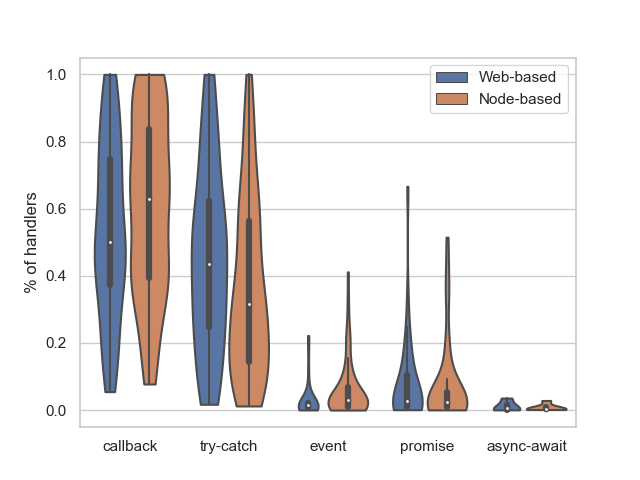 1.0
0.8
0.6
0.4
0.2
0.0
% of handlers
Web-based
Node-based
callback
try-catch
event
promise
async-await